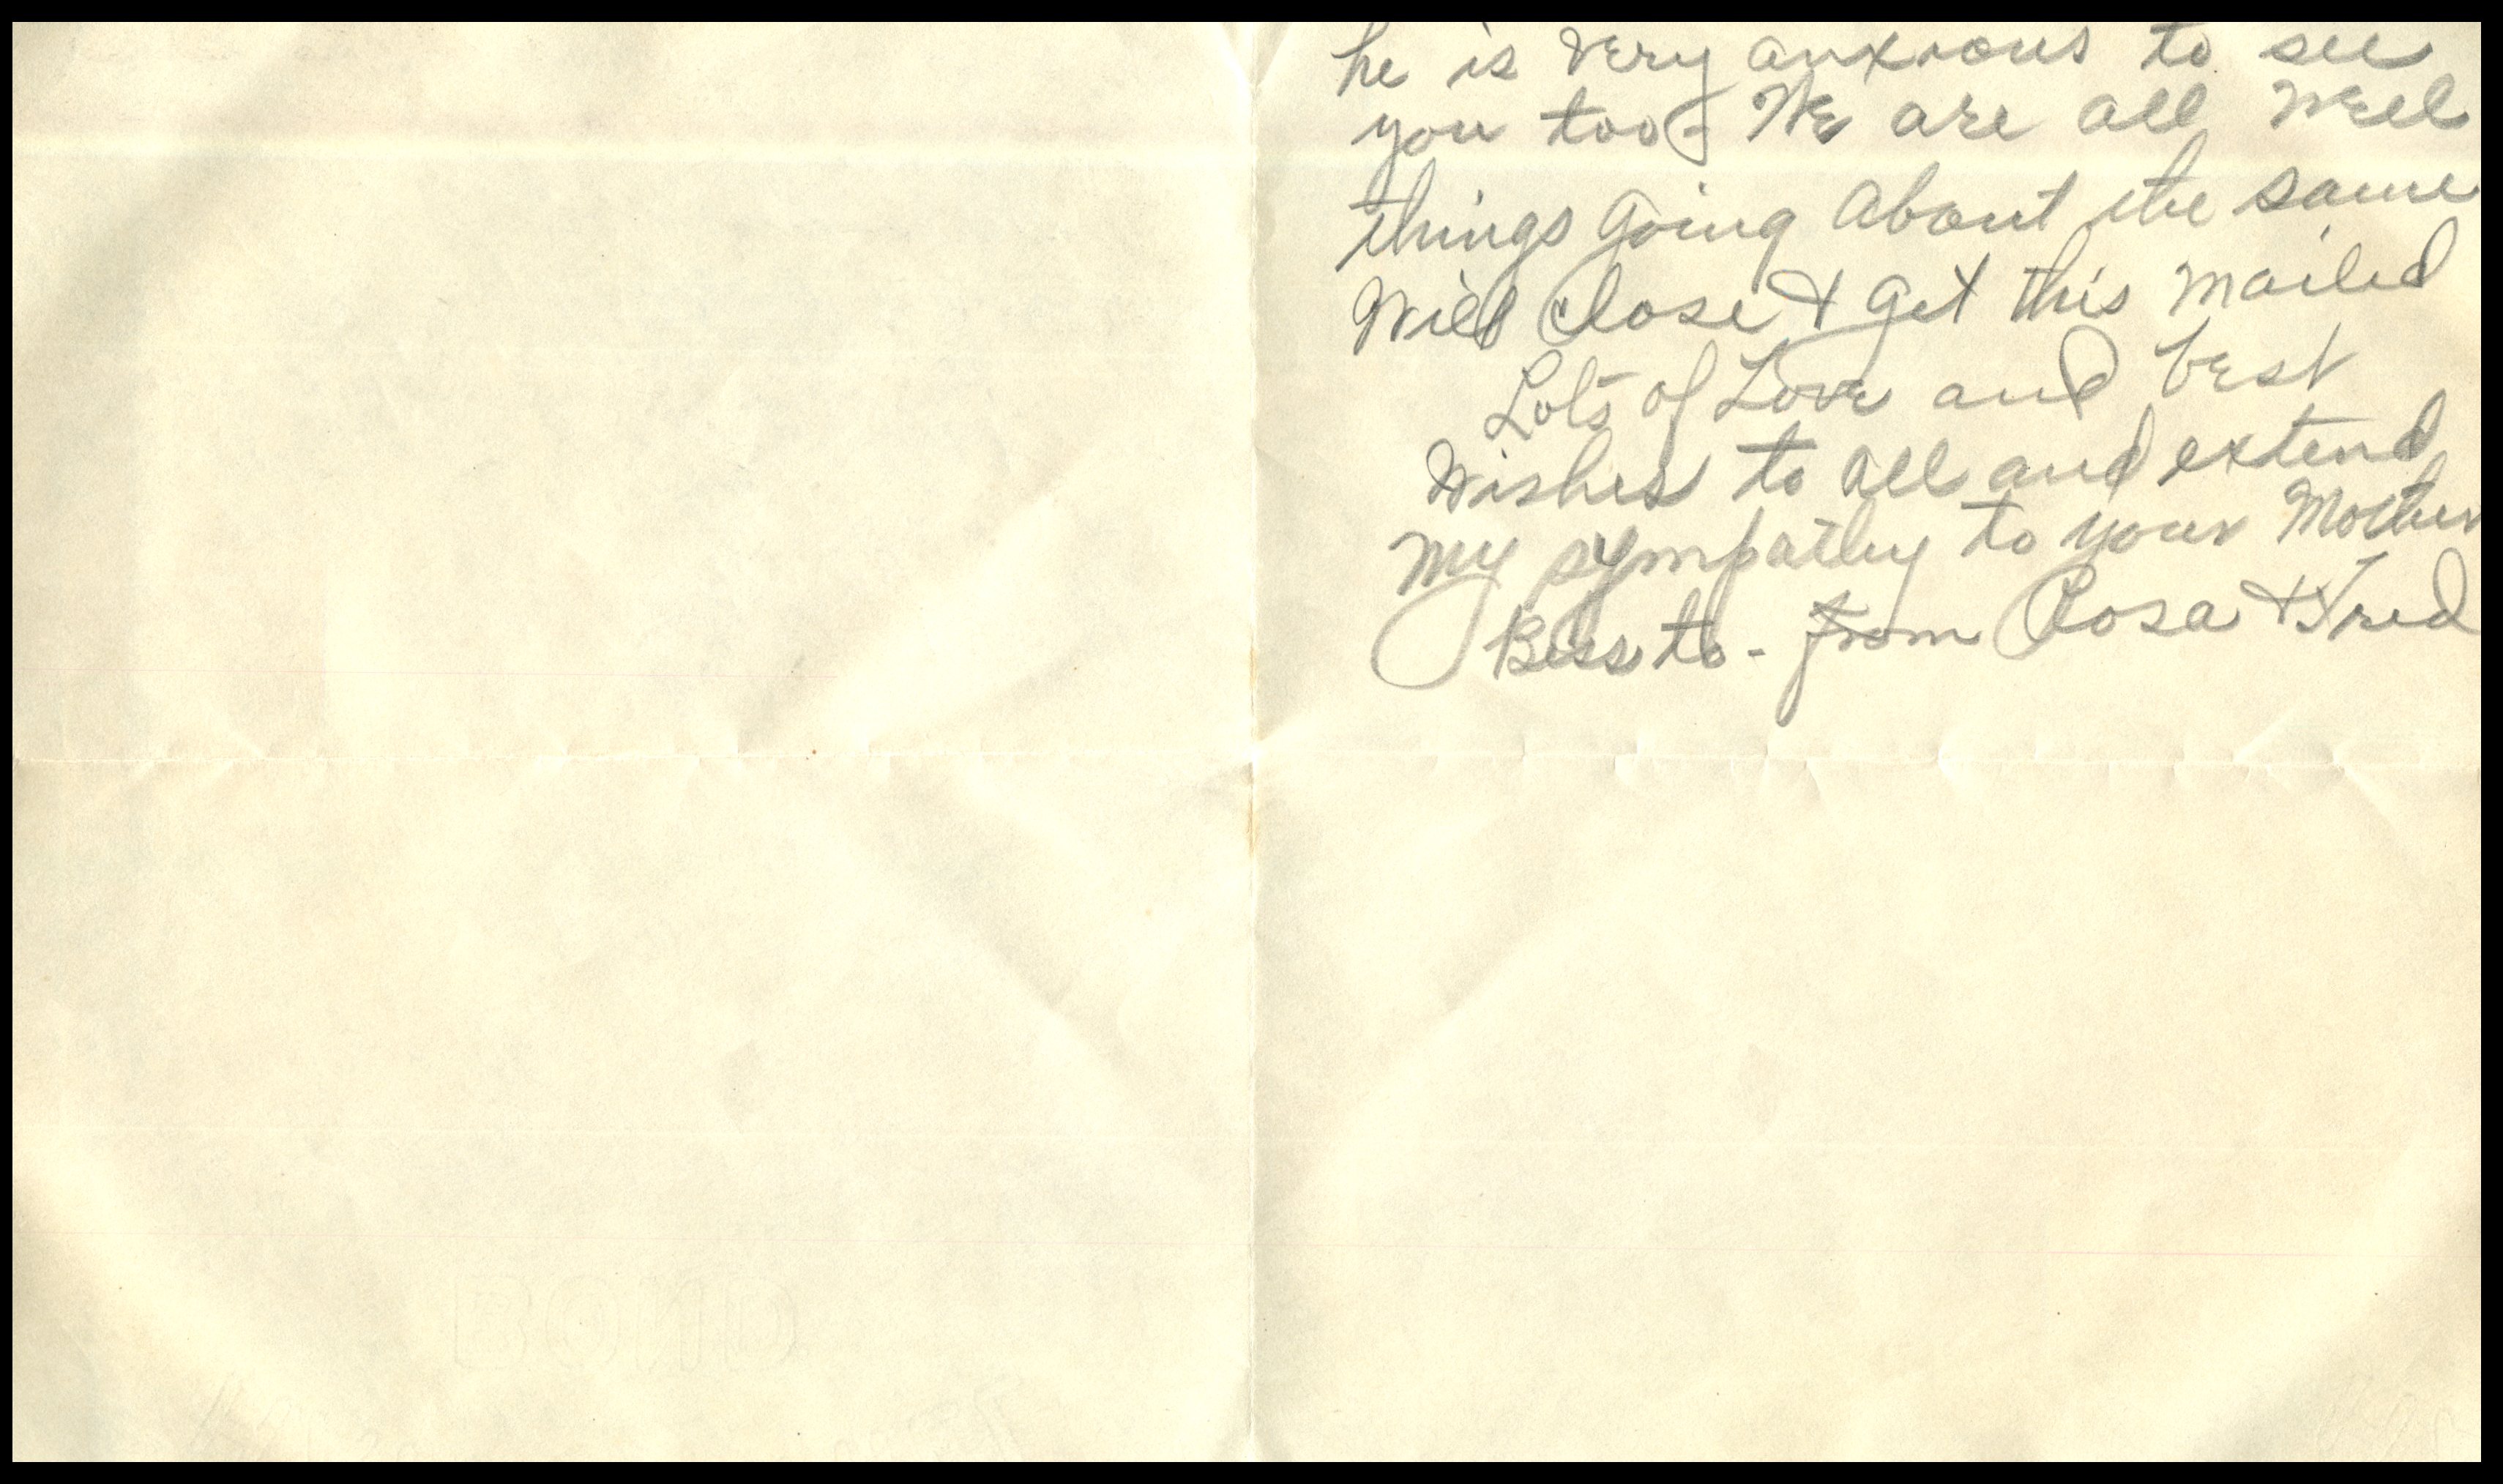 he is very anxious to see
you too - We are all well
things going about the same
Will close & get this mailed
Lots of Love and best
Wishes to all and extend
my sympathy to your Mother
Bess to - from Rosa & Fred
BOND